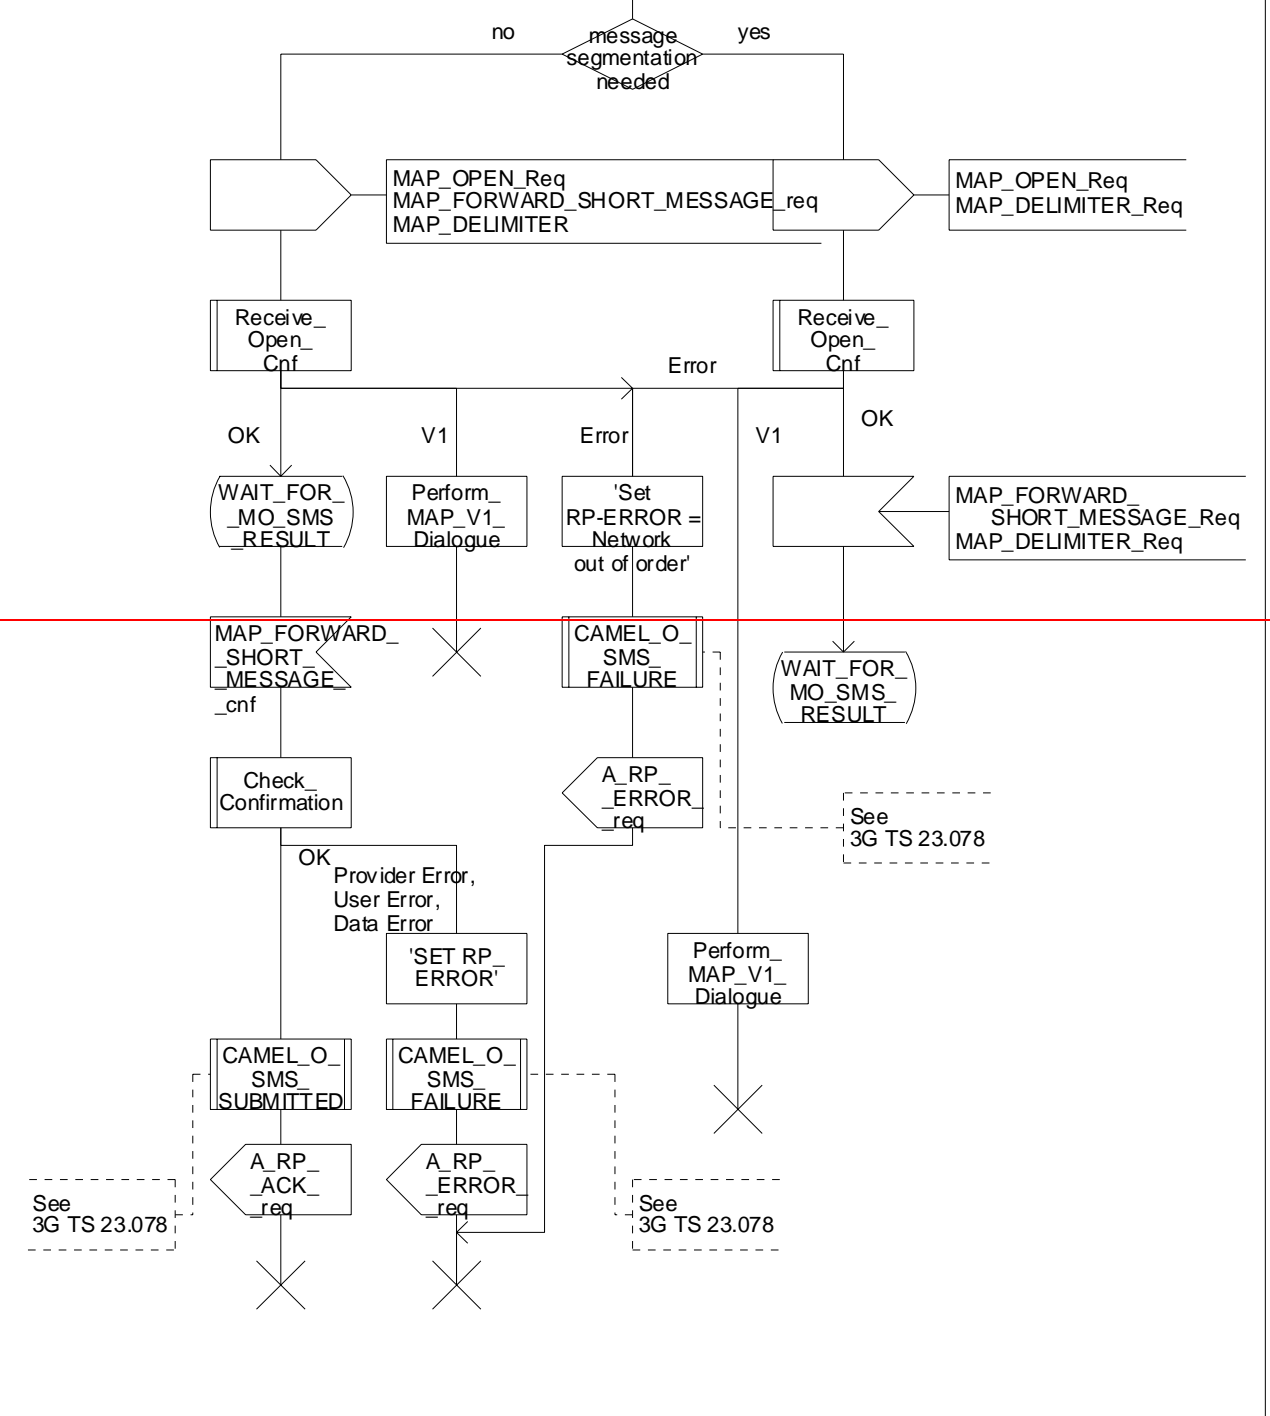 no
message
segmentation
needed
yes
MAP_OPEN_Req
MAP_FORWARD_SHORT_MESSAGE_req
MAP_DELIMITER
MAP_OPEN_Req
MAP_DELIMITER_Req
Receive_
Open_
Cnf
Receive_
Open_
Cnf
Error
OK
V1
Error
V1
OK
WAIT_FOR_
_MO_SMS
_RESULT
Perform_
MAP_V1_
Dialogue
'Set
RP-ERROR =
Network
out of order'
MAP_FORWARD_
SHORT_MESSAGE_Req
MAP_DELIMITER_Req
MAP_FORWARD_
_SHORT_
_MESSAGE_
_cnf
CAMEL_O_
SMS_
FAILURE
WAIT_FOR_
MO_SMS_
RESULT
Check_
Confirmation
A_RP_
_ERROR_
_req
See
3G TS 23.078
OK
Provider Error,
User Error,
Data Error
'SET RP_
ERROR'
Perform_
MAP_V1_
Dialogue
CAMEL_O_
SMS_
SUBMITTED
CAMEL_O_
SMS_
FAILURE
A_RP_
_ACK_
_req
A_RP_
_ERROR_
_req
See
3G TS 23.078
See
3G TS 23.078